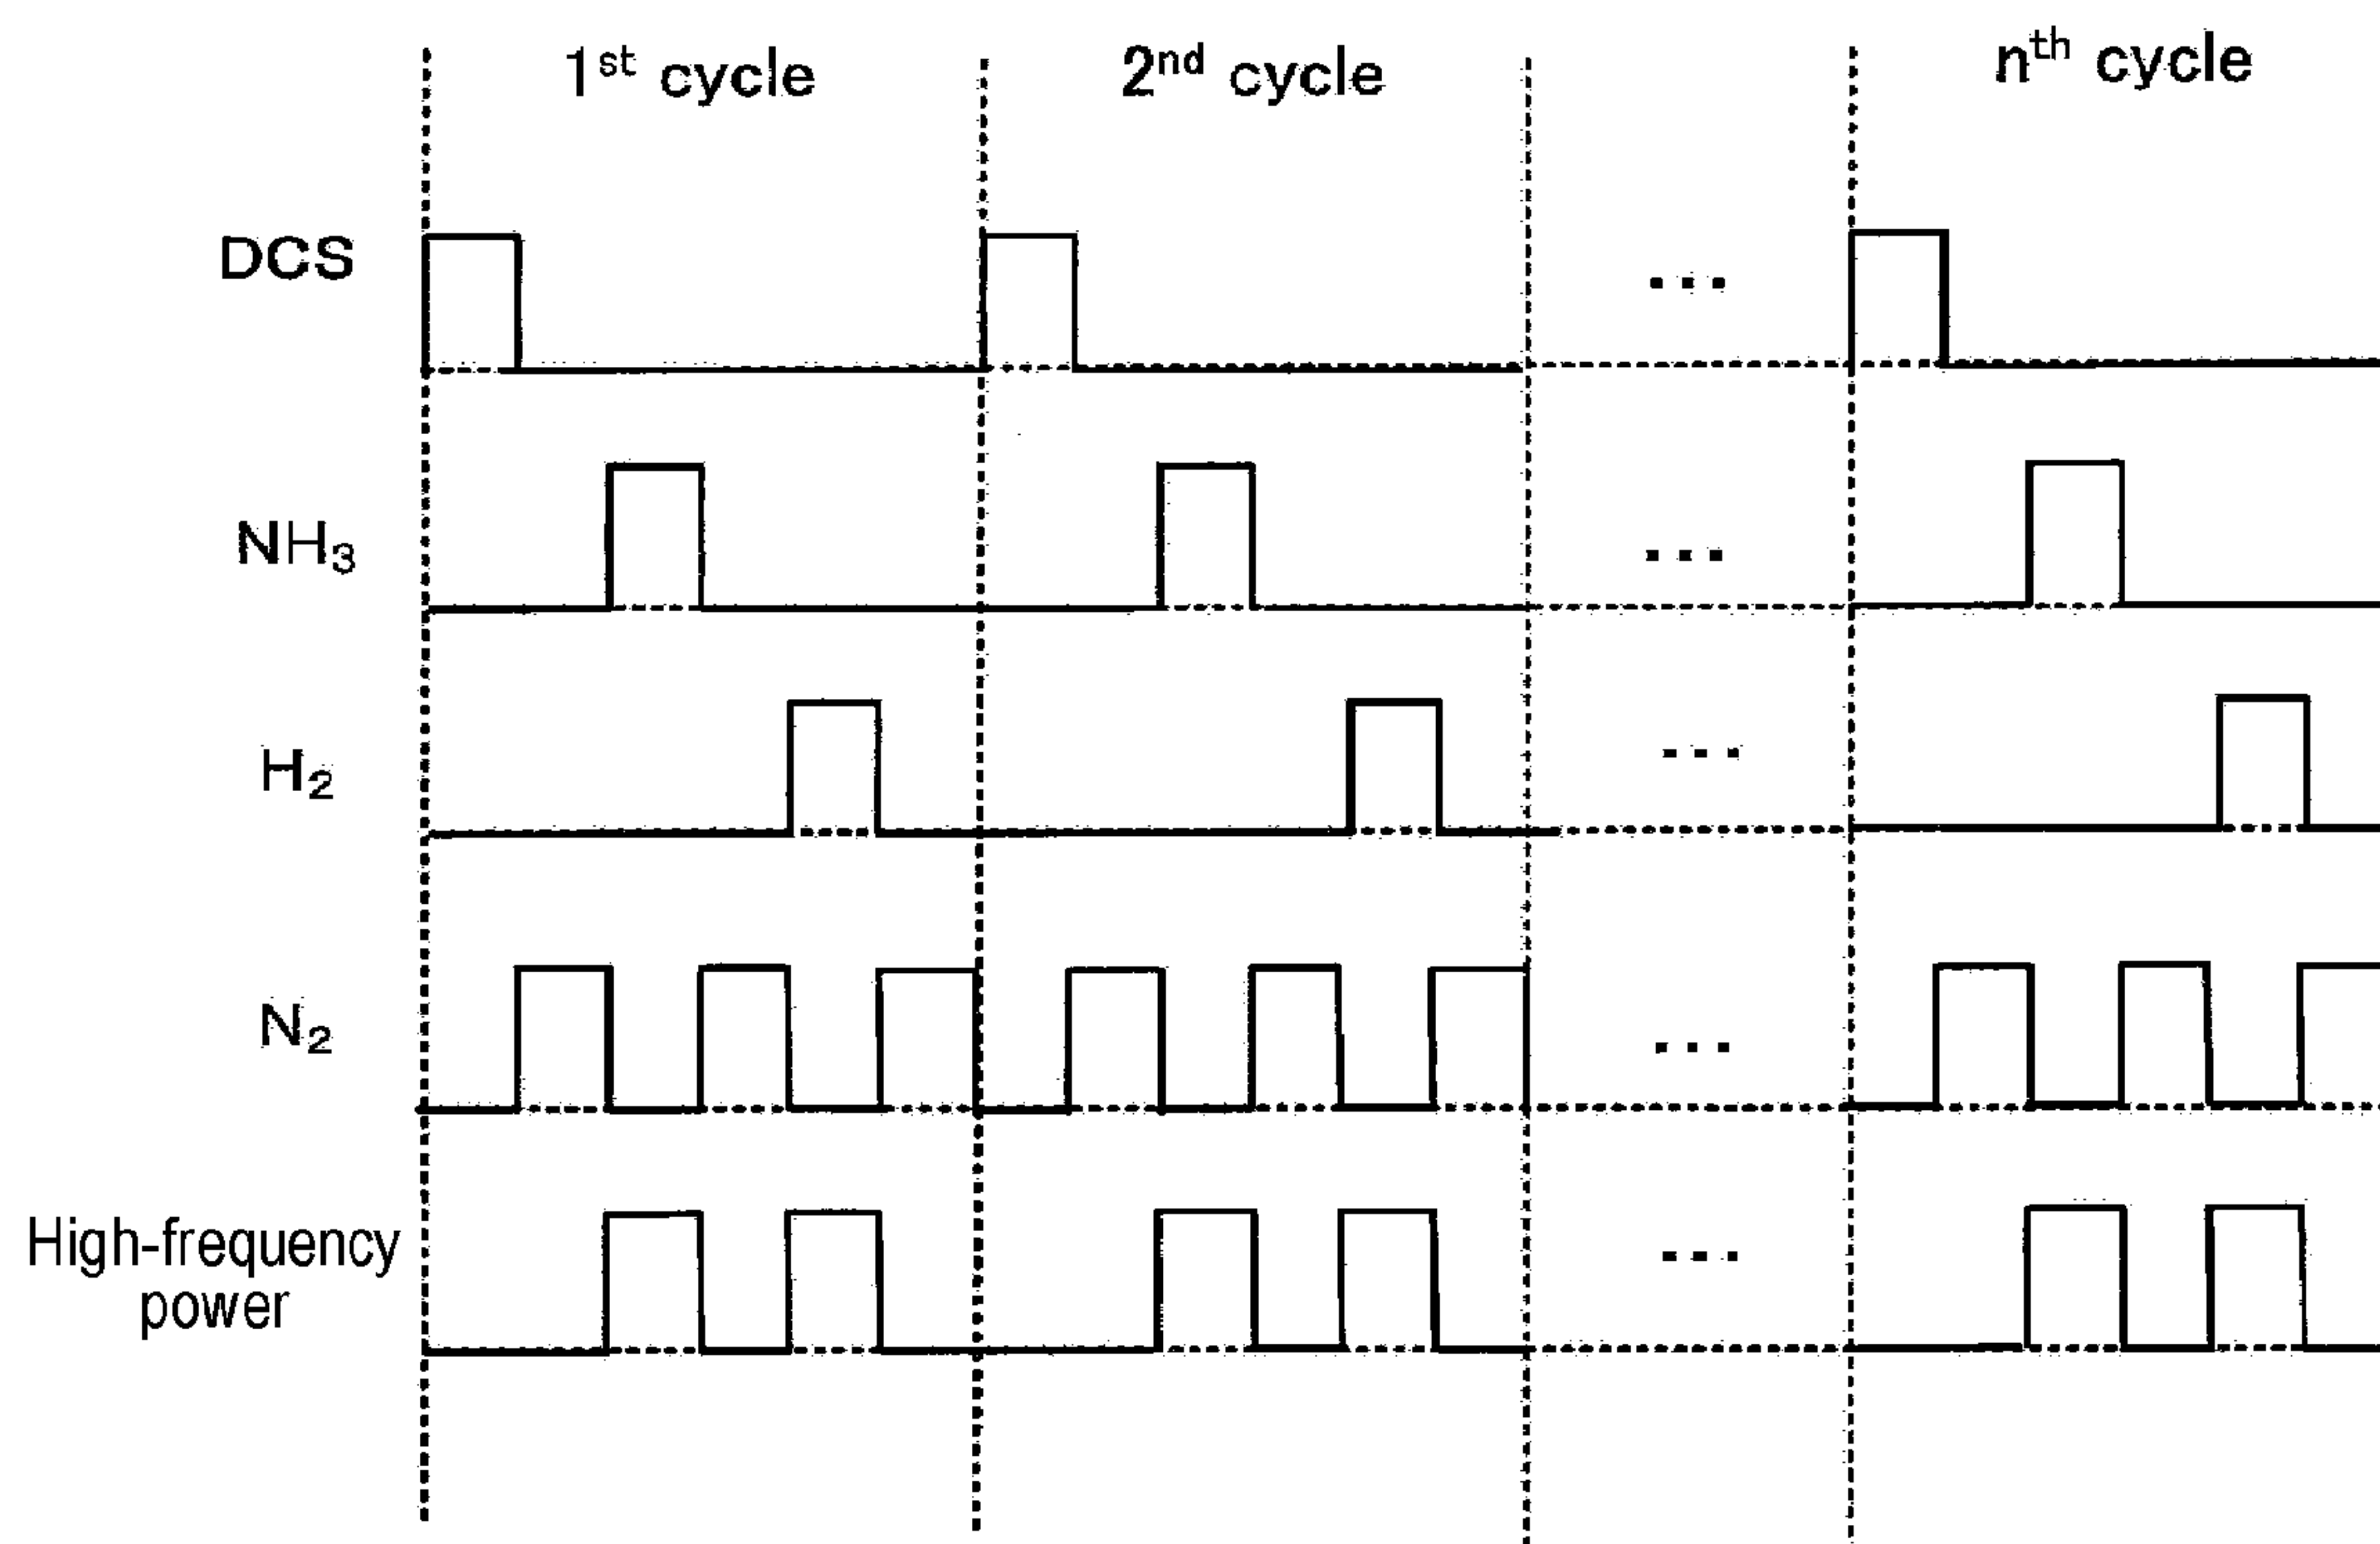 1st cycle
2nd cycle
nth cycle
DCS
...
NH3
...
H2
...
N2
...
High-frequency
power
...